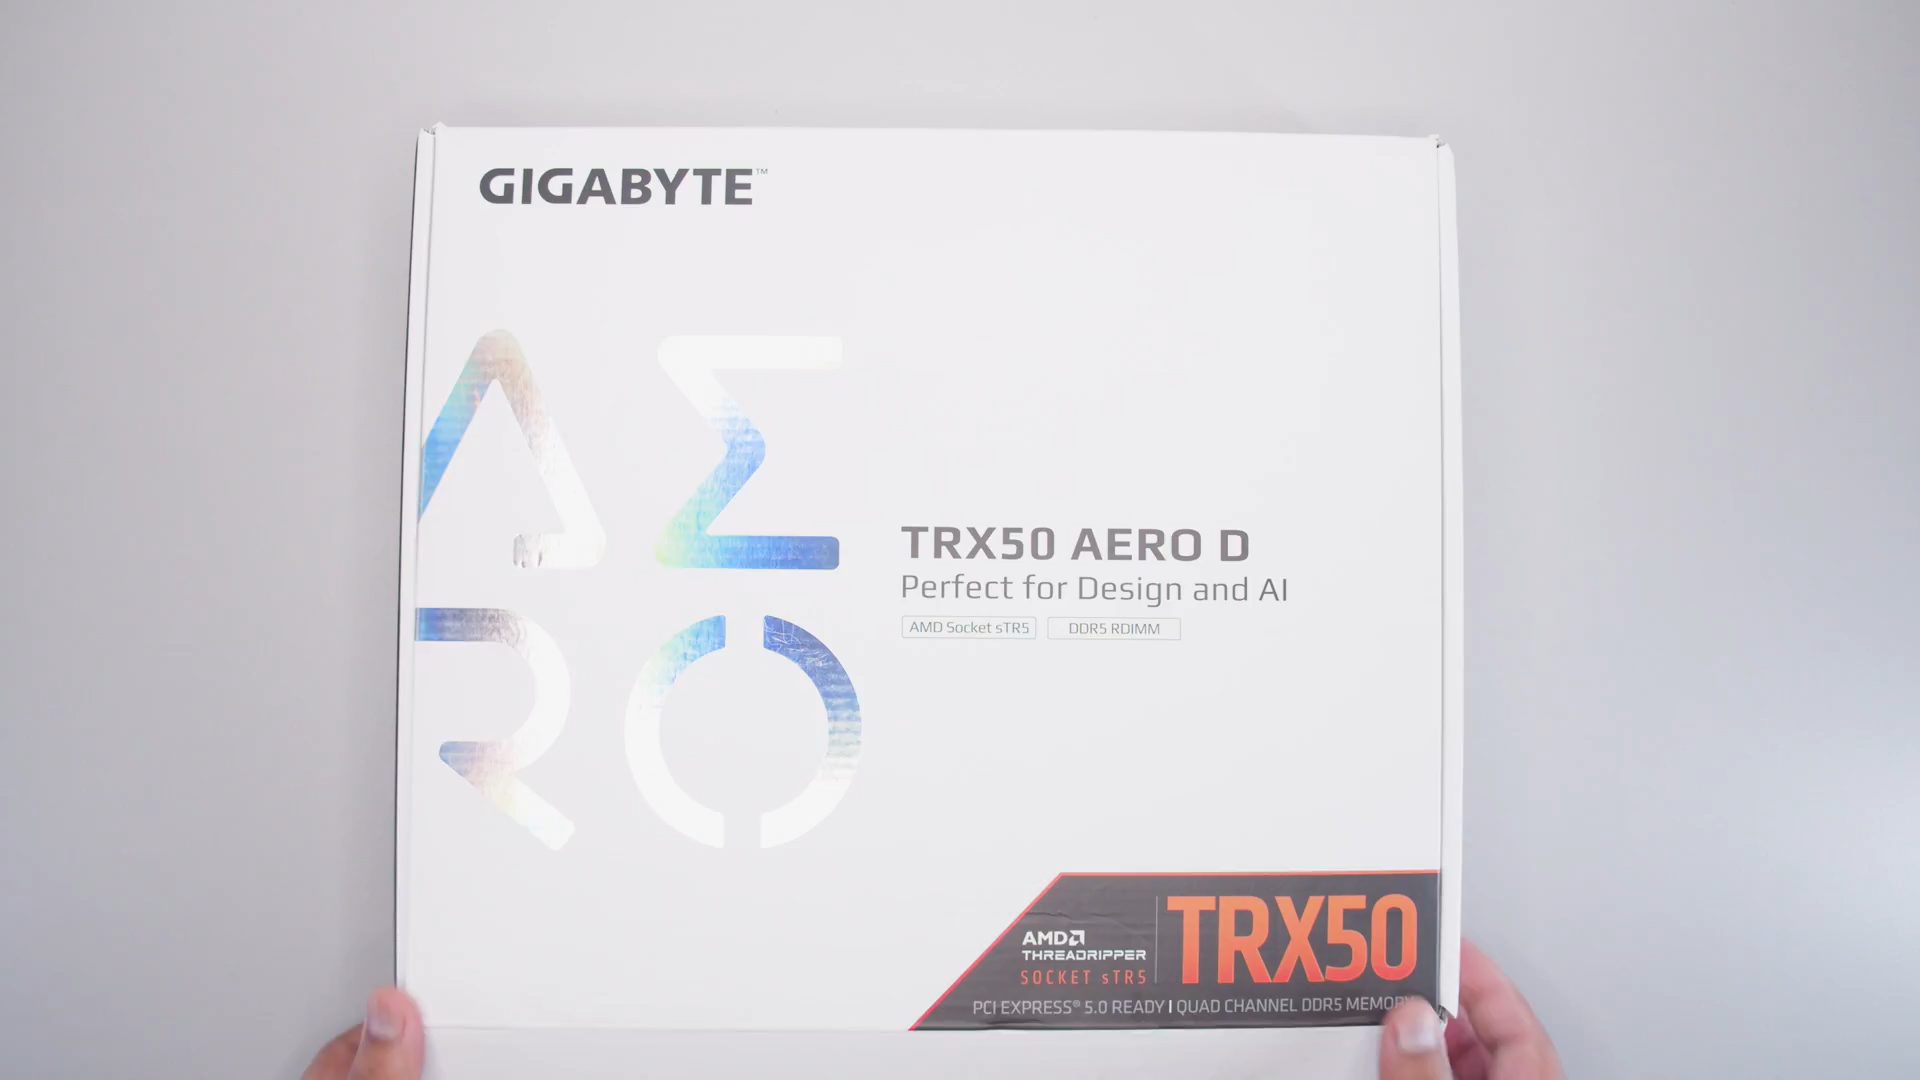 GIGABYTE™
AERO
TRX50 AERO D
Perfect for Design and AI
AMD Socket sTR5
DDR5 RDIMM
AMD
THREADRIPPER
SOCKET sTR5
TRX50
PCI EXPRESS® 5.0 READY | QUAD CHANNEL DDR5 MEMORY